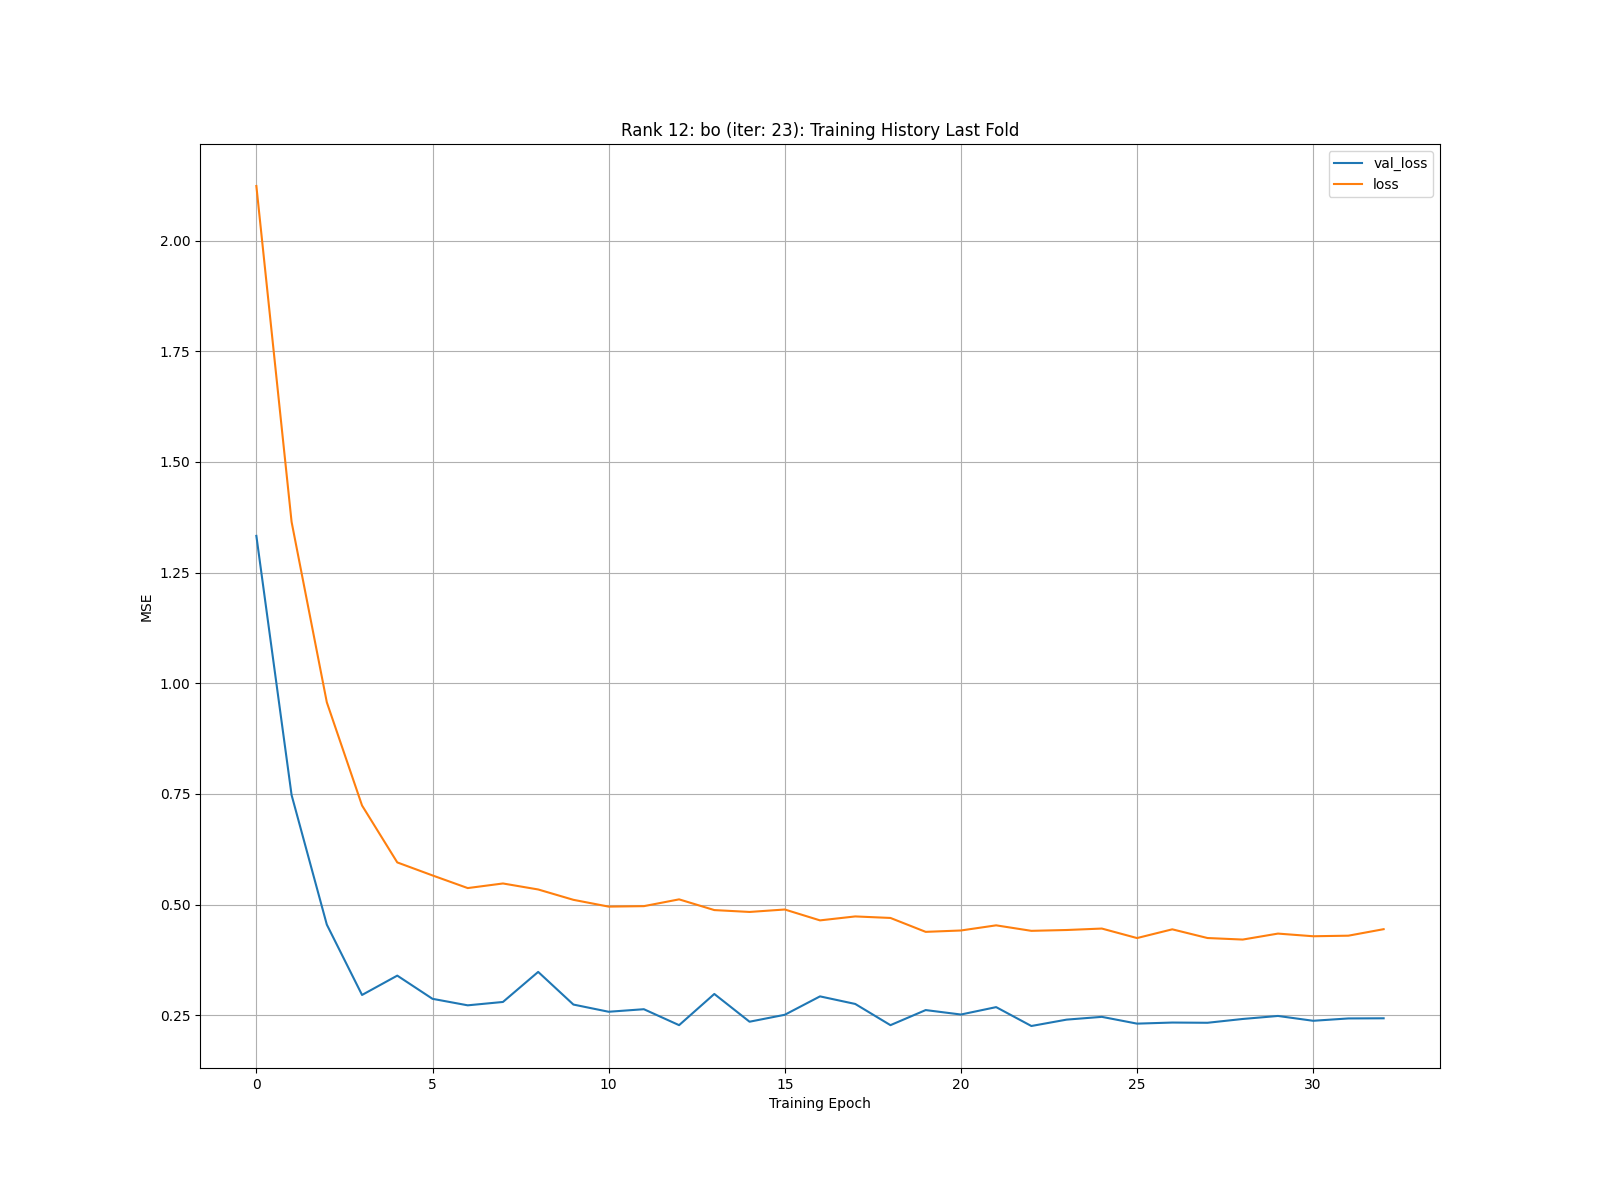 Rank 12: bo (iter: 23): Training History Last Fold
val_loss
loss
2.00
1.75
1.50
1.25
1.00
0.75
0.50
0.25
MSE
0 5 10 15 20 25 30
Training Epoch